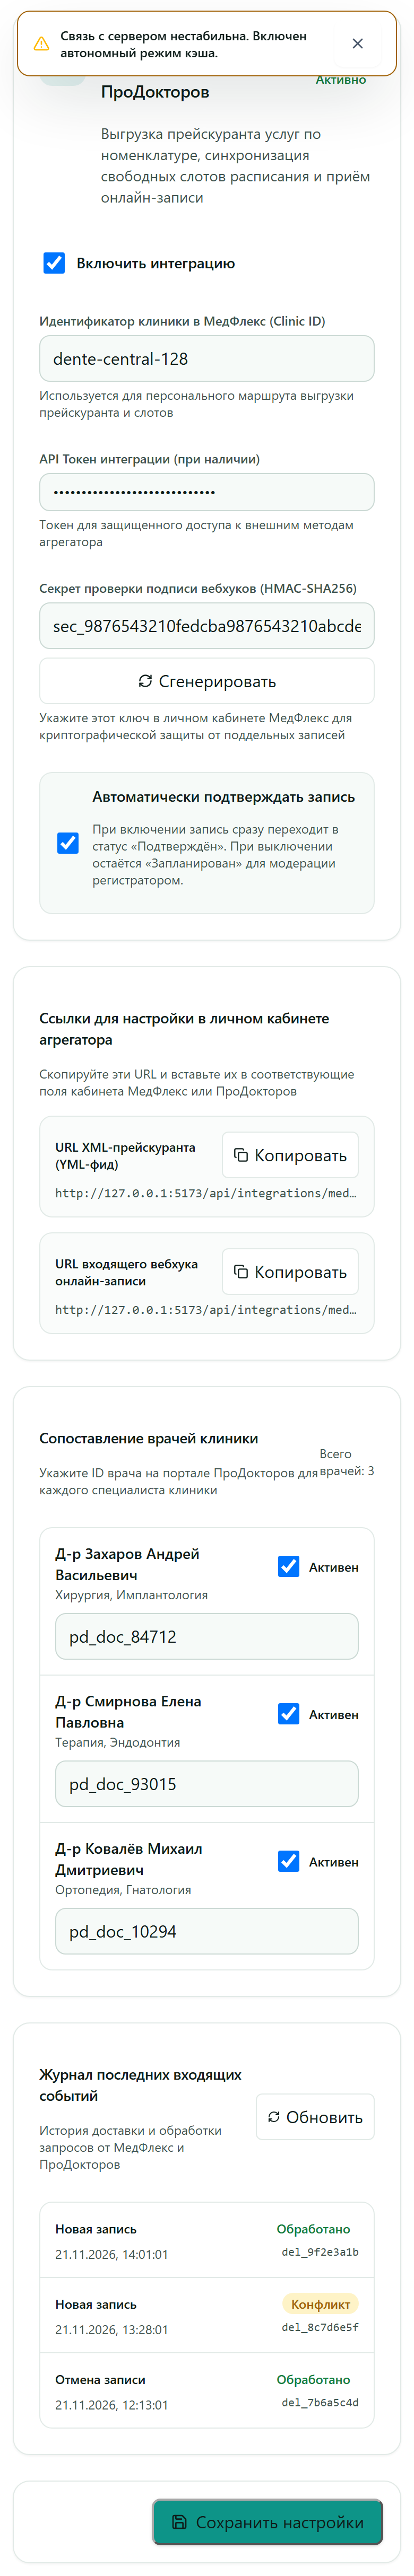 Связь с сервером нестабильна. Включен
автономный режим кэша.
Активно
ПроДокторов
Выгрузка прейскуранта услуг по
номенклатуре, синхронизация
свободных слотов расписания и приём
онлайн-записи
Включить интеграцию
Идентификатор клиники в МедФлекс (Clinic ID)
dente-central-128
Используется для персонального маршрута выгрузки
прейскуранта и слотов
API Токен интеграции (при наличии)
•••••••••••••••••••••••••••••
Токен для защищенного доступа к внешним методам
агрегатора
Секрет проверки подписи вебхуков (HMAC-SHA256)
sec_9876543210fedcba9876543210abcde
Сгенерировать
Укажите этот ключ в личном кабинете МедФлекс для
криптографической защиты от поддельных записей
Автоматически подтверждать запись
При включении запись сразу переходит в
статус «Подтверждён». При выключении
остаётся «Запланирован» для модерации
регистратором.
Ссылки для настройки в личном кабинете
агрегатора
Скопируйте эти URL и вставьте их в соответствующие
поля кабинета МедФлекс или ПроДокторов
URL XML-прейскуранта
(YML-фид)
Копировать
http://127.0.0.1:5173/api/integrations/med…
URL входящего вебхука
онлайн-записи
Копировать
http://127.0.0.1:5173/api/integrations/med…
Сопоставление врачей клиники
Укажите ID врача на портале ПроДокторов для
каждого специалиста клиники
Всего
врачей: 3
Д-р Захаров Андрей
Васильевич
Хирургия, Имплантология
Активен
pd_doc_84712
Д-р Смирнова Елена
Павловна
Терапия, Эндодонтия
Активен
pd_doc_93015
Д-р Ковалёв Михаил
Дмитриевич
Ортопедия, Гнатология
Активен
pd_doc_10294
Журнал последних входящих
событий
История доставки и обработки
запросов от МедФлекс и
ПроДокторов
Обновить
Новая запись
Обработано
21.11.2026, 14:01:01
del_9f2e3a1b
Новая запись
Конфликт
21.11.2026, 13:28:01
del_8c7d6e5f
Отмена записи
Обработано
21.11.2026, 12:13:01
del_7b6a5c4d
Сохранить настройки